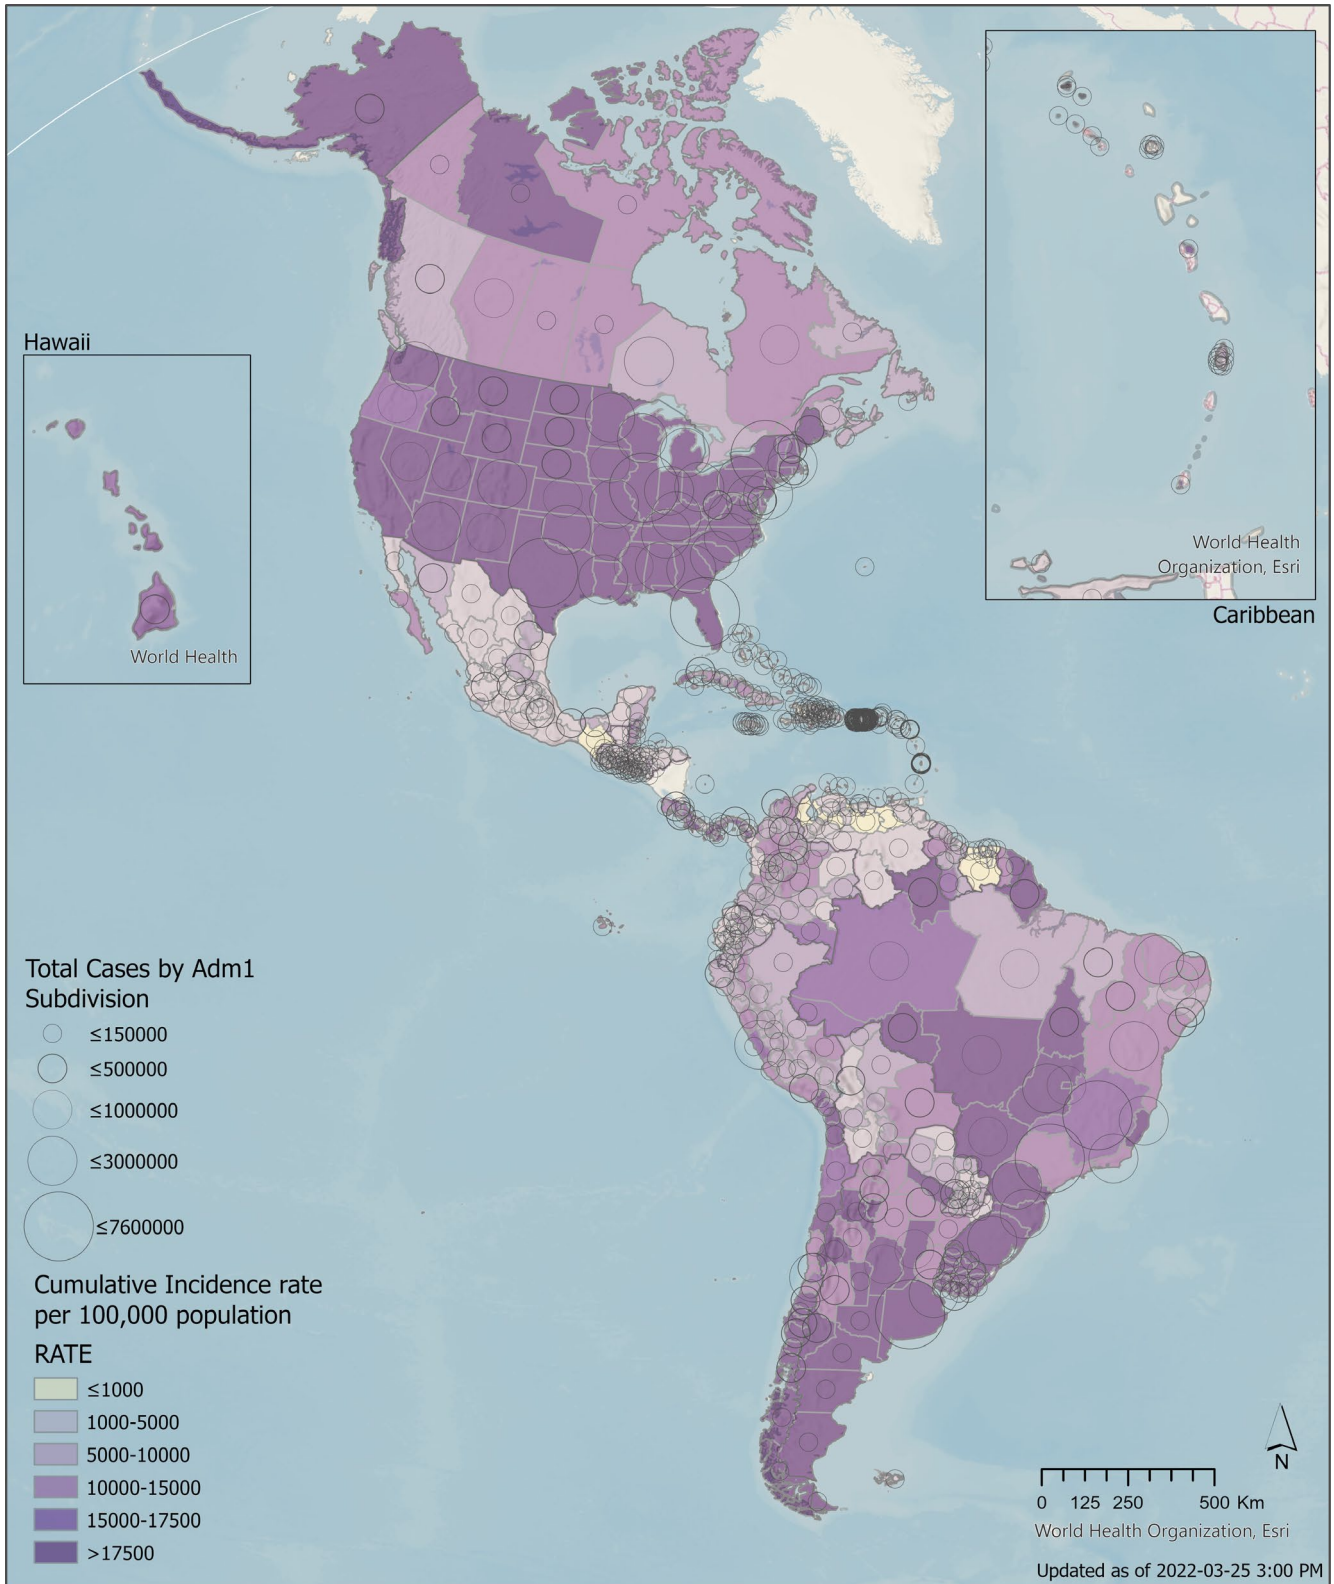 Hawaii
World Health
World Health
Organization, Esri
Caribbean
Total Cases by Adm1
Subdivision
≤150000
≤500000
≤1000000
≤3000000
≤7600000
Cumulative Incidence rate
per 100,000 population
RATE
≤1000
1000-5000
5000-10000
10000-15000
15000-17500
>17500
N
0 125 250 500 Km
World Health Organization, Esri
Updated as of 2022-03-25 3:00 PM